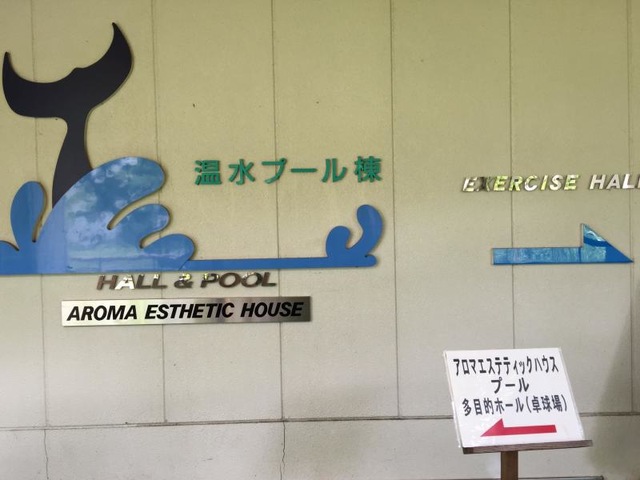 温水プール棟
EXERCISE HALL
HALL & POOL
AROMA ESTHETIC HOUSE
アロマエステティックハウス
プール
多目的ホール(卓球場)